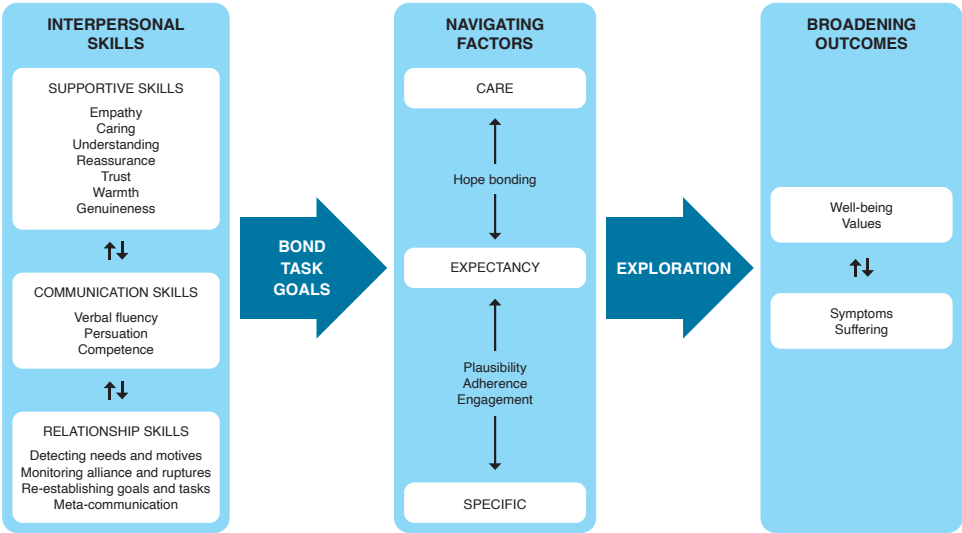 INTERPERSONAL
SKILLS
SUPPORTIVE SKILLS
Empathy
Caring
Understanding
Reassurance
Trust
Warmth
Genuineness
COMMUNICATION SKILLS
Verbal fluency
Persuation
Competence
RELATIONSHIP SKILLS
Detecting needs and motives
Monitoring alliance and ruptures
Re-establishing goals and tasks
Meta-communication
BOND
TASK
GOALS
NAVIGATING
FACTORS
CARE
Hope bonding
EXPECTANCY
Plausibility
Adherence
Engagement
SPECIFIC
EXPLORATION
BROADENING
OUTCOMES
Well-being
Values
Symptoms
Suffering